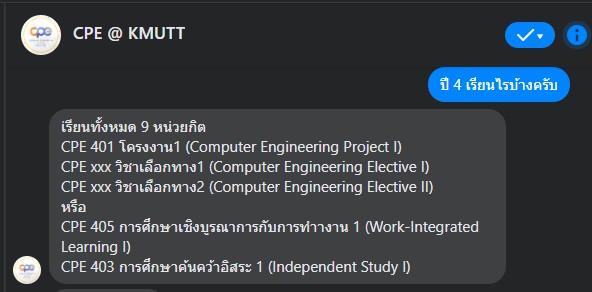 CPE @ KMUTT
ปี 4 เรียนไรบ้างครับ
เรียนทั้งหมด 9 หน่วยกิต
CPE 401 โครงงาน1 (Computer Engineering Project I)
CPE xxx วิชาเลือกทาง1 (Computer Engineering Elective I)
CPE xxx วิชาเลือกทาง2 (Computer Engineering Elective II)
หรือ
CPE 405 การศึกษาเชิงบูรณาการกับการทำางาน 1 (Work-Integrated
Learning I)
CPE 403 การศึกษาค้นคว้าอิสระ 1 (Independent Study I)